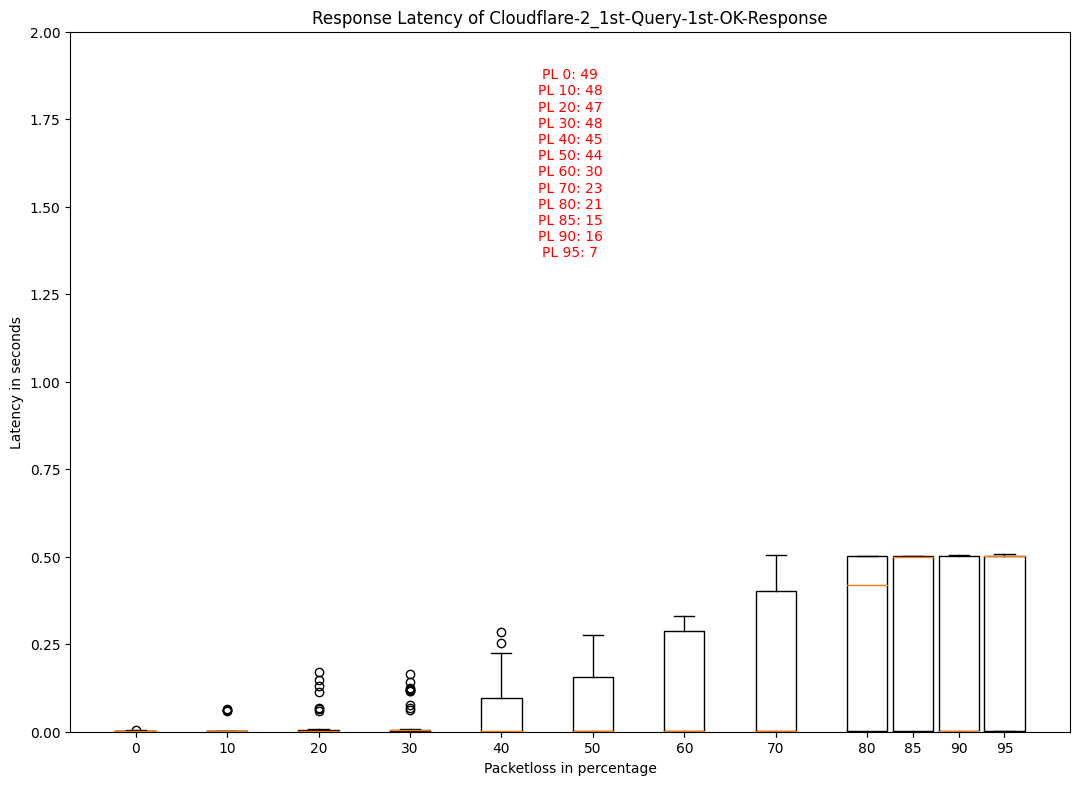 Response Latency of Cloudflare-2_1st-Query-1st-OK-Response
2.00
1.75
1.50
1.25
1.00
0.75
0.50
0.25
0.00
Latency in seconds
PL 0: 49
PL 10: 48
PL 20: 47
PL 30: 48
PL 40: 45
PL 50: 44
PL 60: 30
PL 70: 23
PL 80: 21
PL 85: 15
PL 90: 16
PL 95: 7
0 10 20 30 40 50 60 70 80 85 90 95
Packetloss in percentage